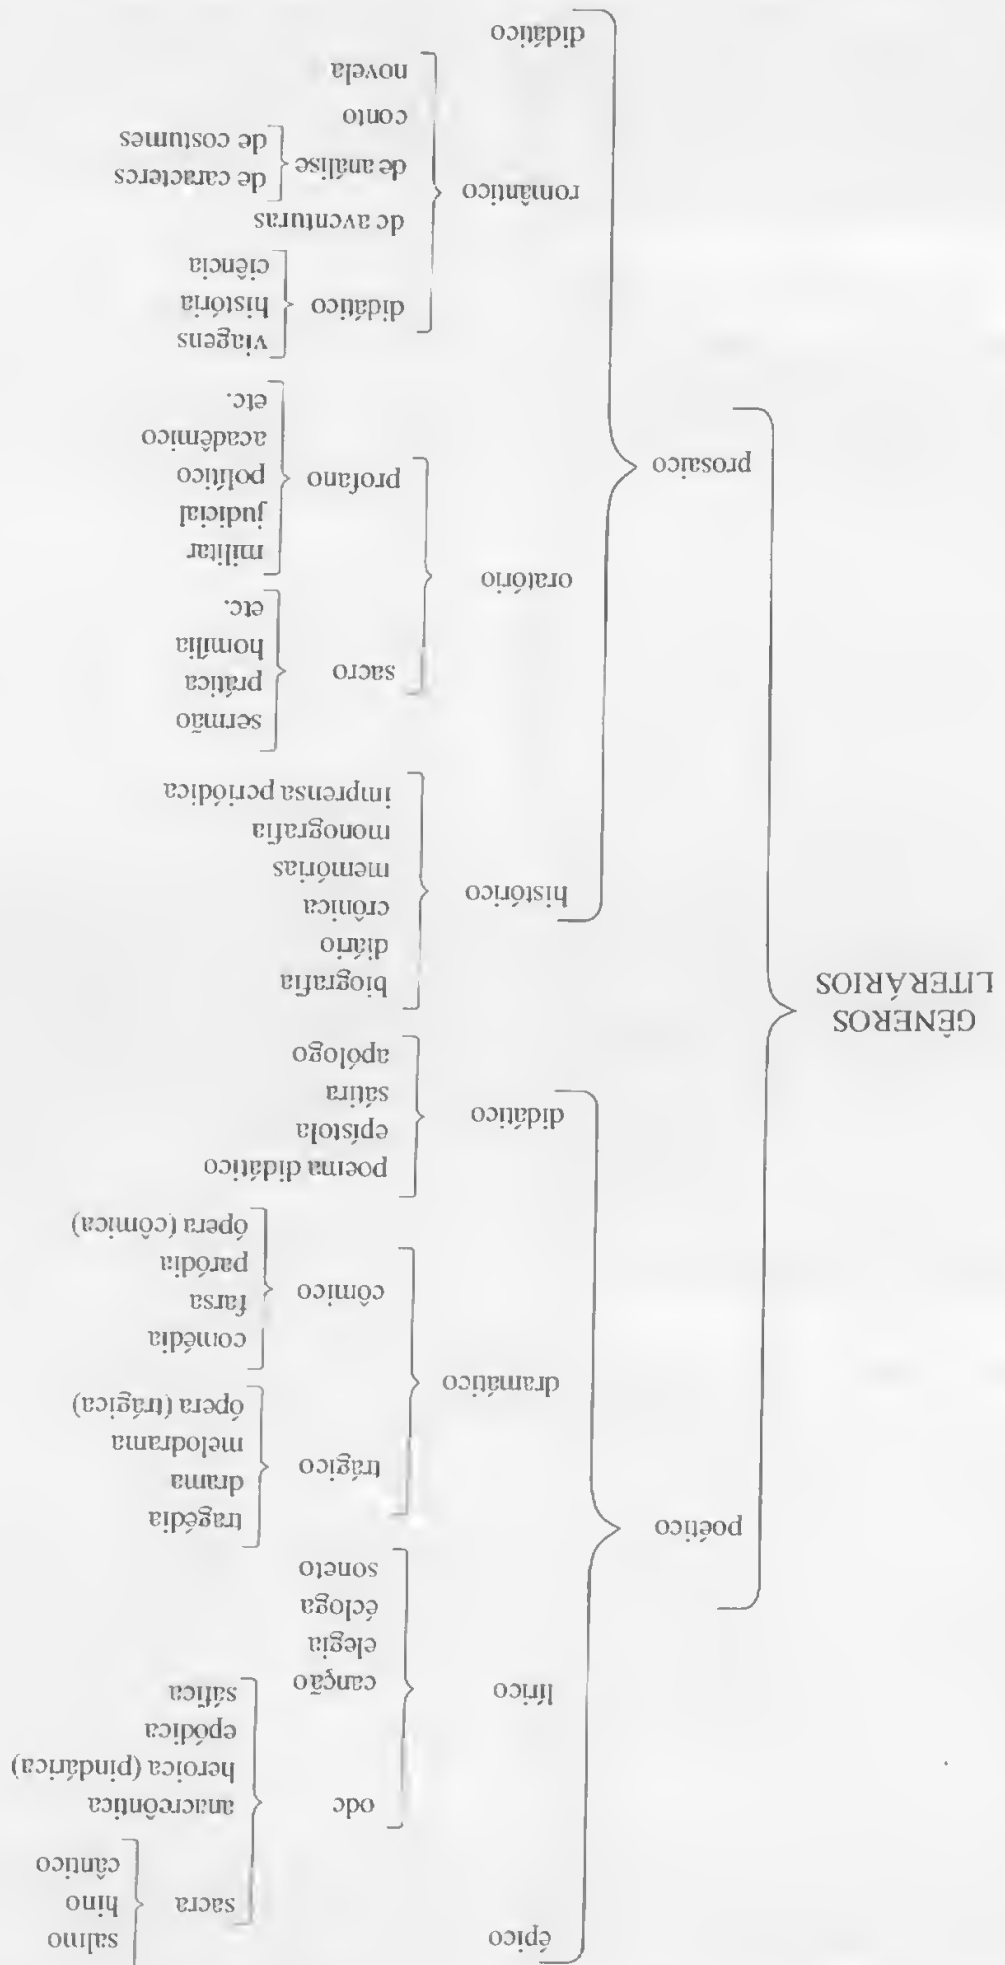 GÊNEROS
LITERÁRIOS
poético
épico
lírico
ode
sacra
salmo
hino
cântico
anacreôntica
heroica (pindárica)
epódica
sáfica
canção
elegia
écloga
soneto
dramático
trágico
tragédia
drama
melodrama
ópera (trágica)
cômico
comédia
farsa
paródia
ópera (cômica)
didático
poema didático
epístola
sátira
apólogo
prosaico
histórico
biografia
diário
crônica
memórias
monografia
imprensa periódica
oratório
sacro
sermão
prática
homília
etc.
profano
militar
judicial
político
acadêmico
etc.
romântico
didático
viagens
história
ciência
de aventuras
de análise
de caracteres
de costumes
conto
novela
didático